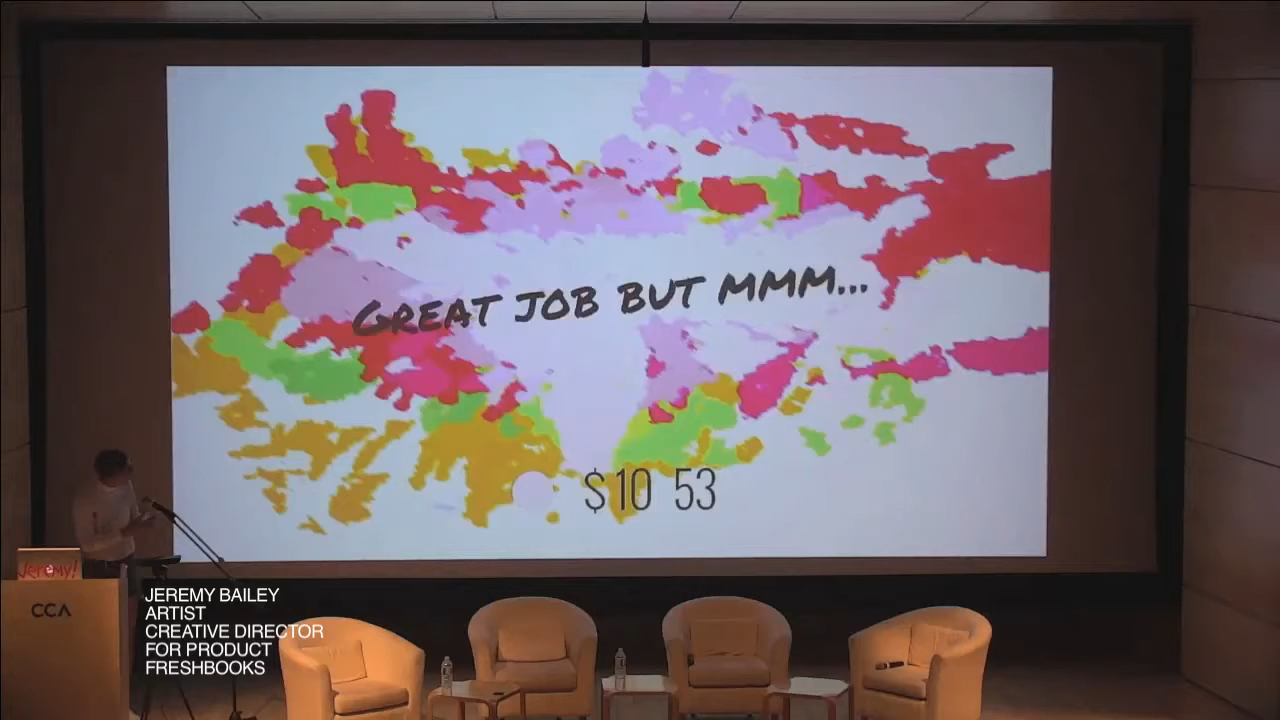 GREAT JOB BUT MMM...
$10 53
Jeremy!
CCA
JEREMY BAILEY
ARTIST
CREATIVE DIRECTOR
FOR PRODUCT
FRESHBOOKS